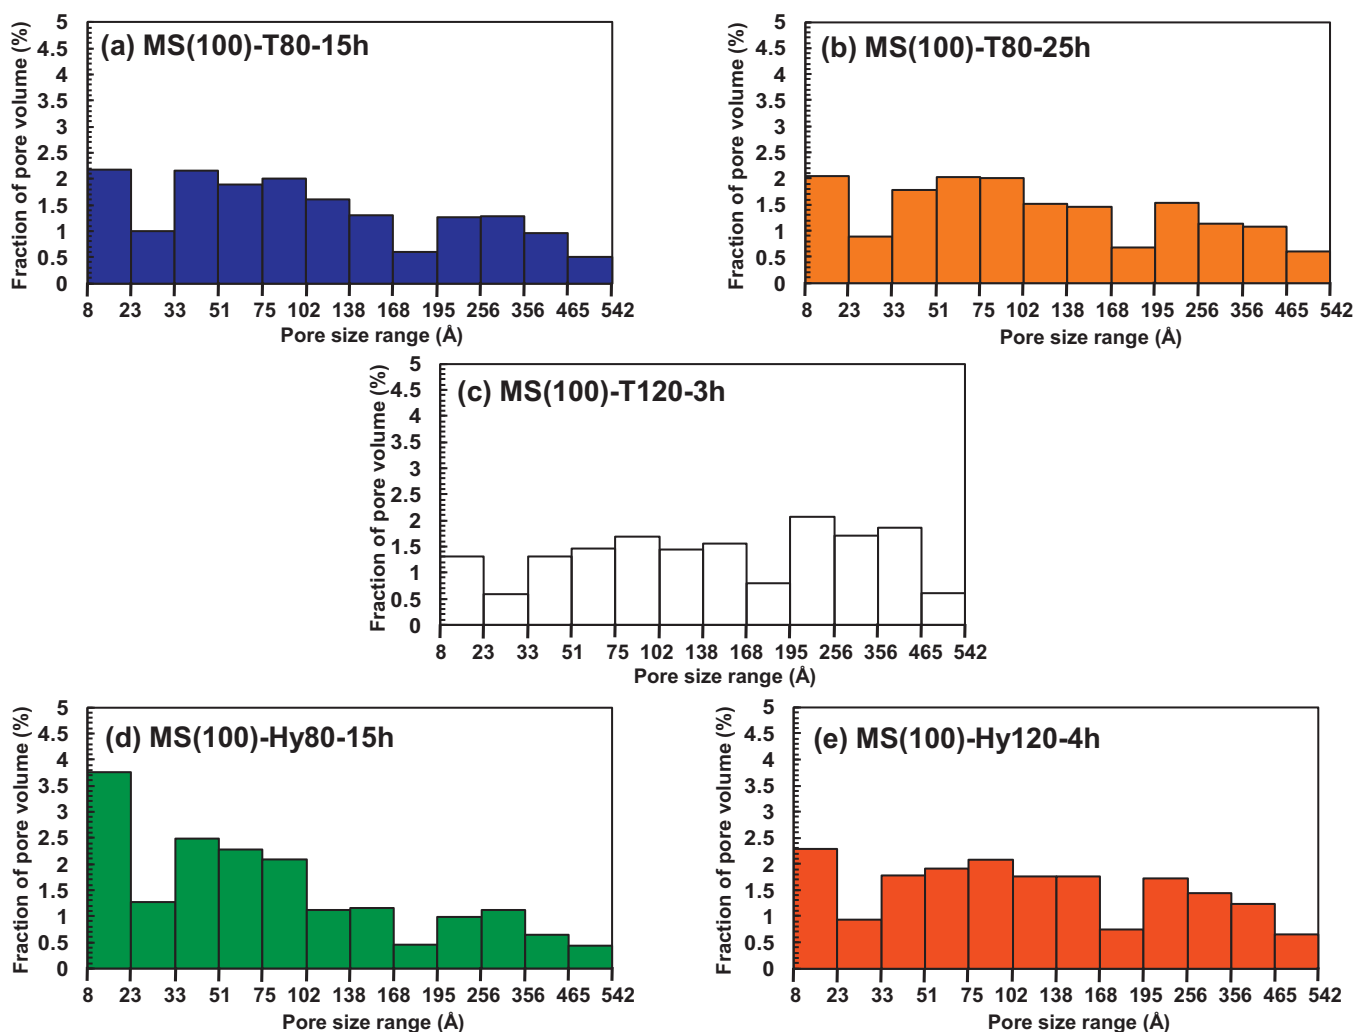 (a) MS(100)-T80-15h
Fraction of pore volume (%)
5
4.5
4
3.5
3
2.5
2
1.5
1
0.5
0
8 23 33 51 75 102 138 168 195 256 356 465 542
Pore size range (Å)
(b) MS(100)-T80-25h
Fraction of pore volume (%)
5
4.5
4
3.5
3
2.5
2
1.5
1
0.5
0
8 23 33 51 75 102 138 168 195 256 356 465 542
Pore size range (Å)
(c) MS(100)-T120-3h
Fraction of pore volume (%)
5
4.5
4
3.5
3
2.5
2
1.5
1
0.5
0
8 23 33 51 75 102 138 168 195 256 356 465 542
Pore size range (Å)
(d) MS(100)-Hy80-15h
Fraction of pore volume (%)
5
4.5
4
3.5
3
2.5
2
1.5
1
0.5
0
8 23 33 51 75 102 138 168 195 256 356 465 542
Pore size range (Å)
(e) MS(100)-Hy120-4h
Fraction of pore volume (%)
5
4.5
4
3.5
3
2.5
2
1.5
1
0.5
0
8 23 33 51 75 102 138 168 195 256 356 465 542
Pore size range (Å)